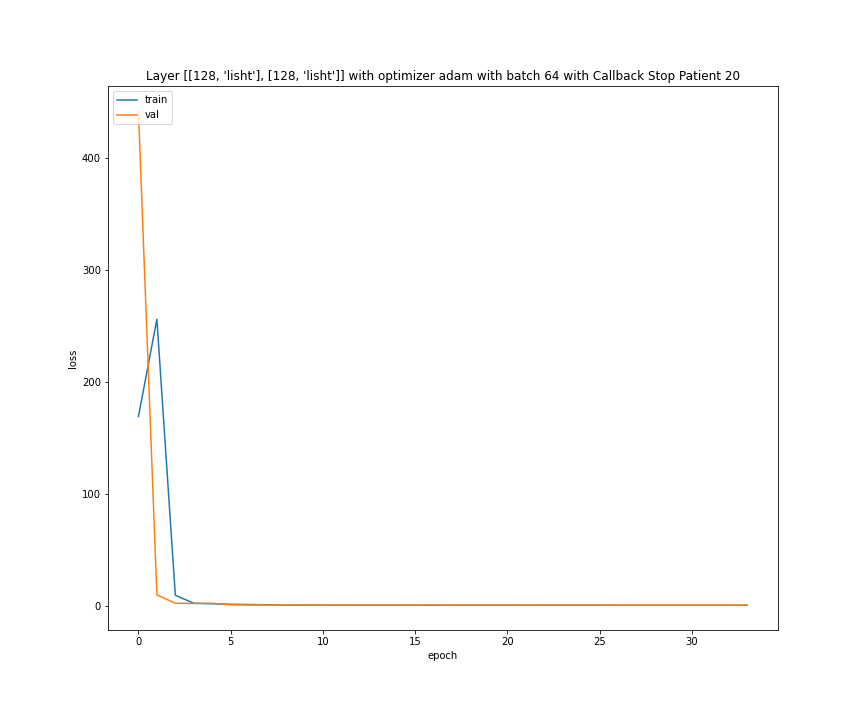 Layer [[128, 'lisht'], [128, 'lisht']] with optimizer adam with batch 64 with Callback Stop Patient 20
train
val
400
300
200
100
0
loss
0
5
10
15
20
25
30
epoch